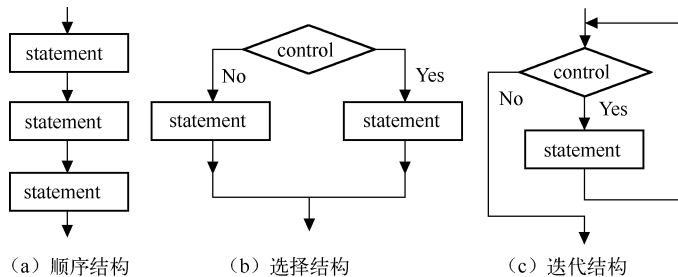 statement
statement
statement
(a) 顺序结构
control
No
Yes
statement
statement
(b) 选择结构
control
No
Yes
statement
(c) 迭代结构